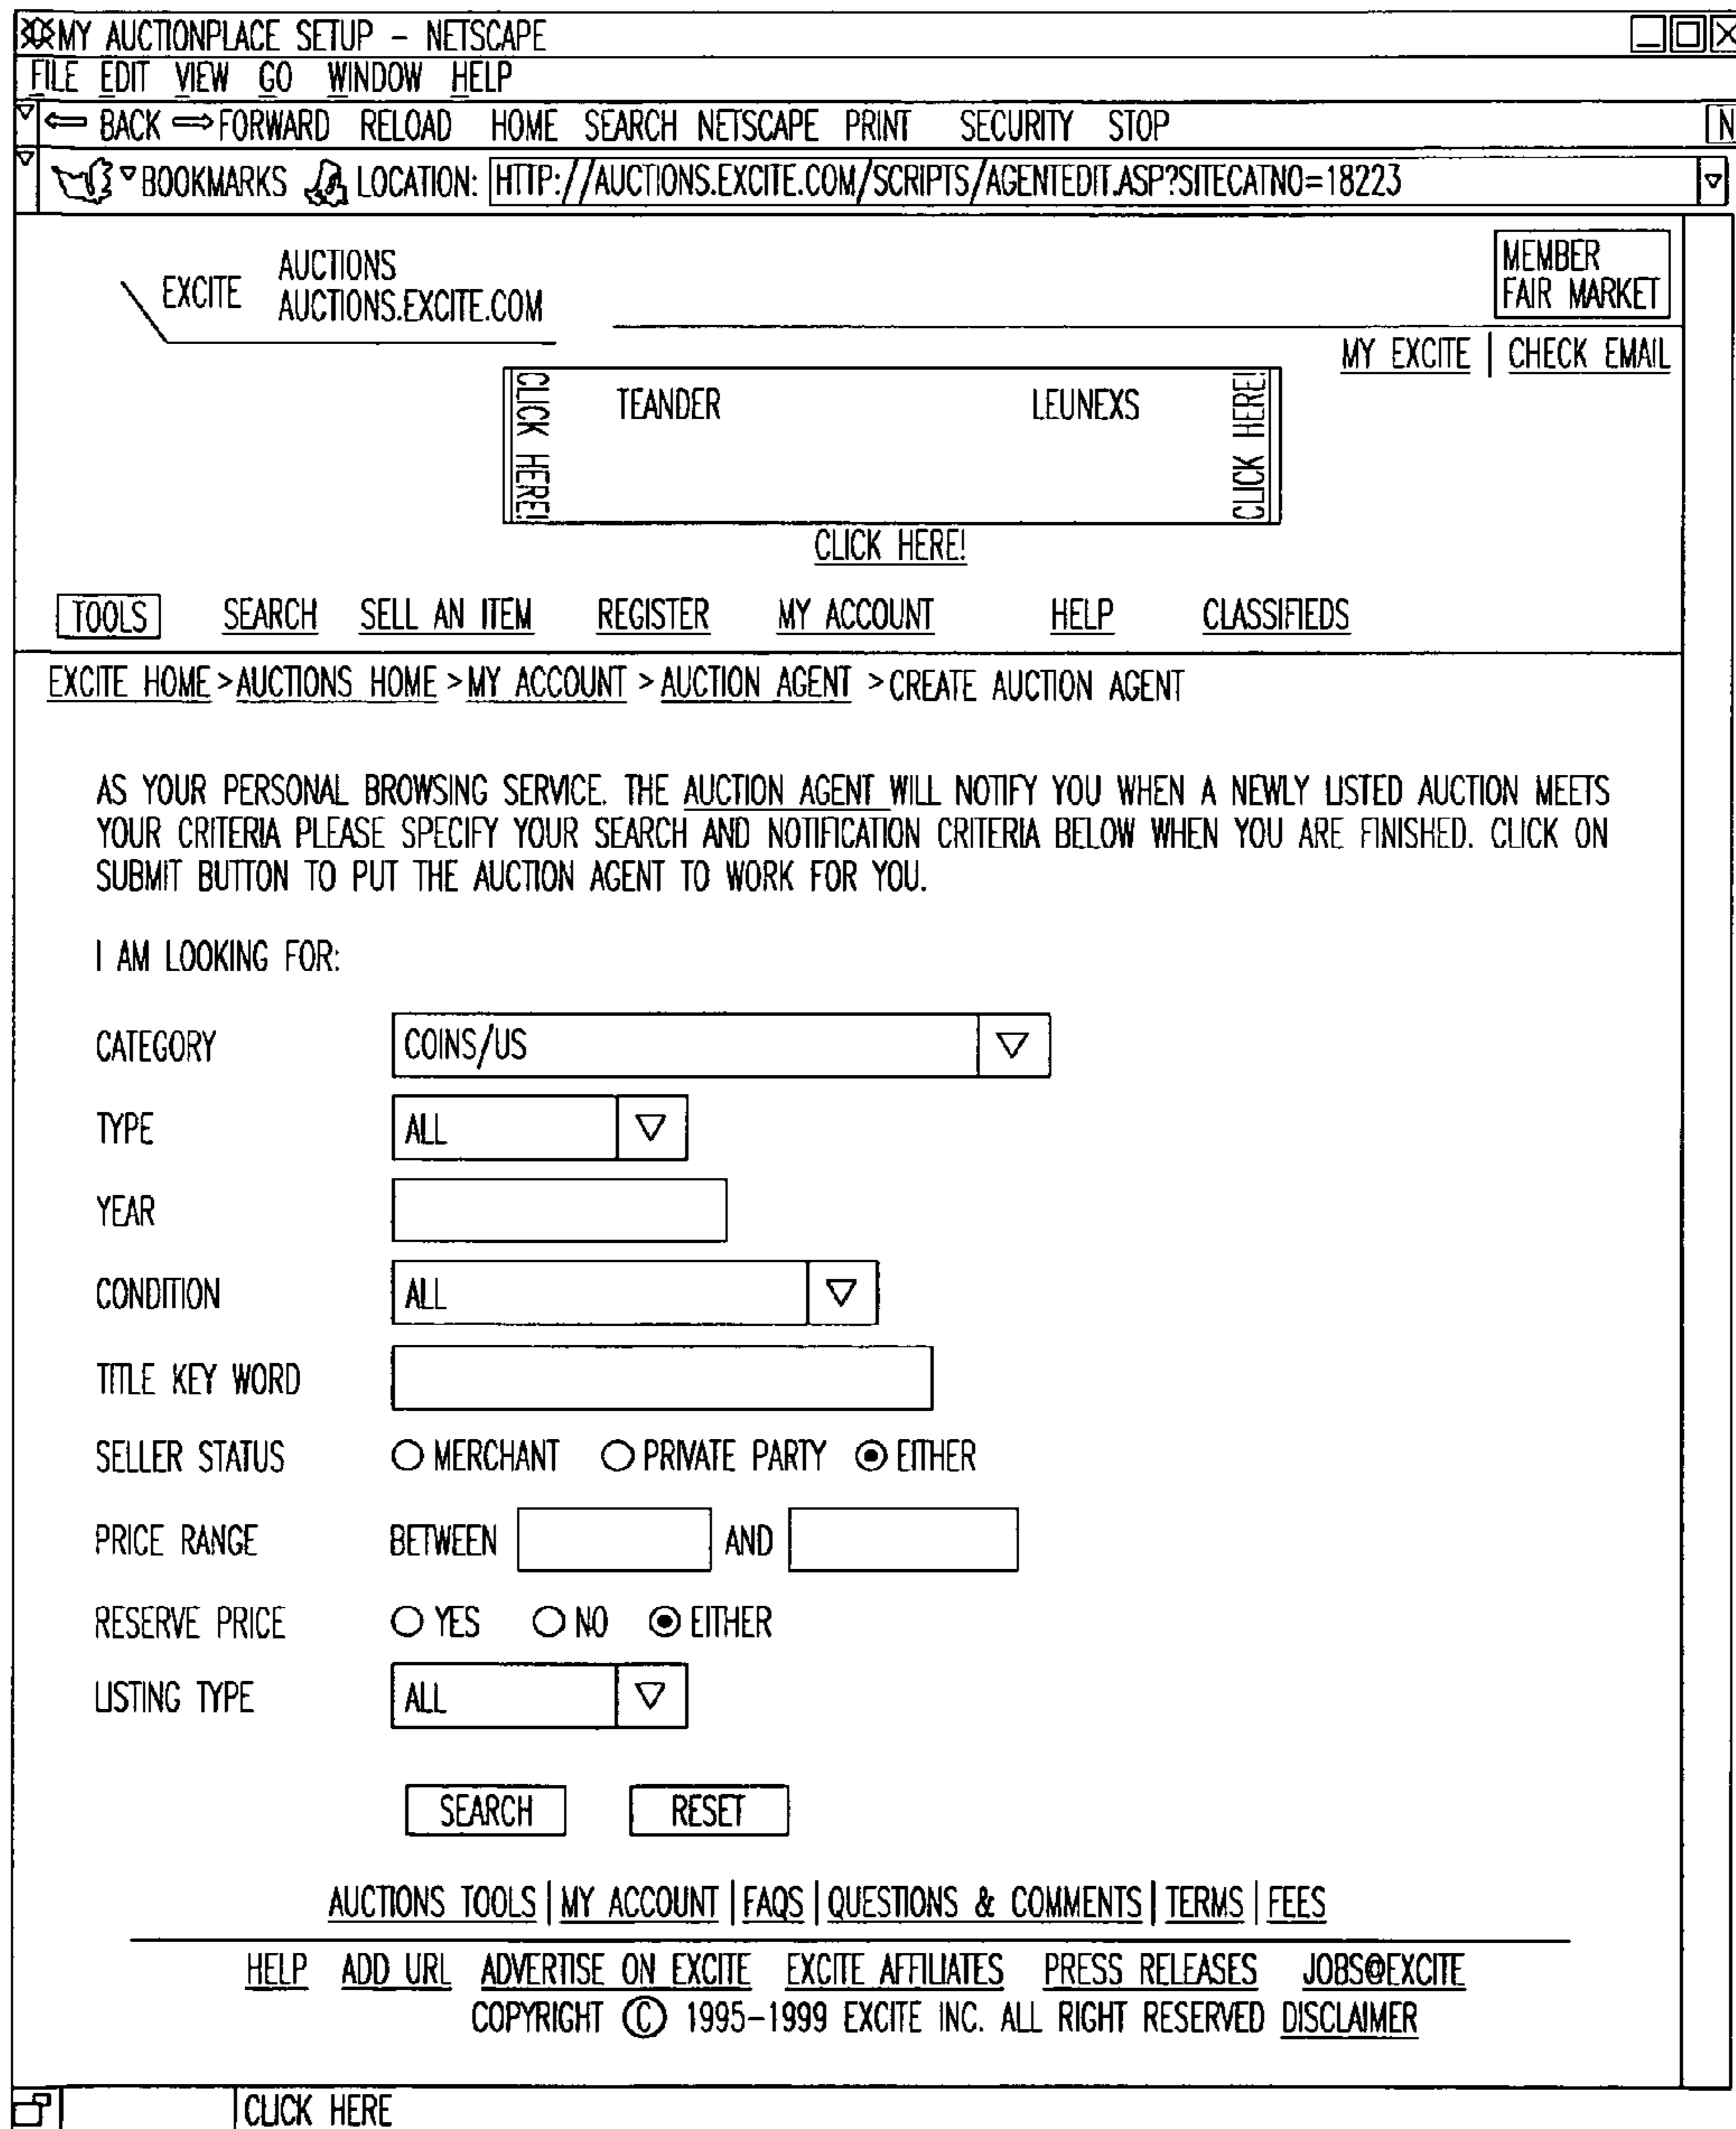 MY AUCTIONPLACE SETUP – NETSCAPE
FILE EDIT VIEW GO WINDOW HELP
BACK FORWARD RELOAD HOME SEARCH NETSCAPE PRINT SECURITY STOP N
BOOKMARKS LOCATION: HTTP://AUCTIONS.EXCITE.COM/SCRIPTS/AGENTEDIT.ASP?SITECATNO=18223
EXCITE AUCTIONS
AUCTIONS.EXCITE.COM
MEMBER
FAIR MARKET
MY EXCITE | CHECK EMAIL
CLICK HERE! TEANDER LEUNEXS CLICK HERE!
CLICK HERE!
TOOLS SEARCH SELL AN ITEM REGISTER MY ACCOUNT HELP CLASSIFIEDS
EXCITE HOME >AUCTIONS HOME >MY ACCOUNT >AUCTION AGENT >CREATE AUCTION AGENT
AS YOUR PERSONAL BROWSING SERVICE. THE AUCTION AGENT WILL NOTIFY YOU WHEN A NEWLY LISTED AUCTION MEETS
YOUR CRITERIA PLEASE SPECIFY YOUR SEARCH AND NOTIFICATION CRITERIA BELOW WHEN YOU ARE FINISHED. CLICK ON
SUBMIT BUTTON TO PUT THE AUCTION AGENT TO WORK FOR YOU.
I AM LOOKING FOR:
CATEGORY COINS/US
TYPE ALL
YEAR
CONDITION ALL
TITLE KEY WORD
SELLER STATUS MERCHANT PRIVATE PARTY EITHER
PRICE RANGE BETWEEN AND
RESERVE PRICE YES NO EITHER
LISTING TYPE ALL
SEARCH RESET
AUCTIONS TOOLS | MY ACCOUNT | FAQS | QUESTIONS & COMMENTS | TERMS | FEES
HELP ADD URL ADVERTISE ON EXCITE EXCITE AFFILIATES PRESS RELEASES JOBS@EXCITE
COPYRIGHT © 1995–1999 EXCITE INC. ALL RIGHT RESERVED DISCLAIMER
CLICK HERE